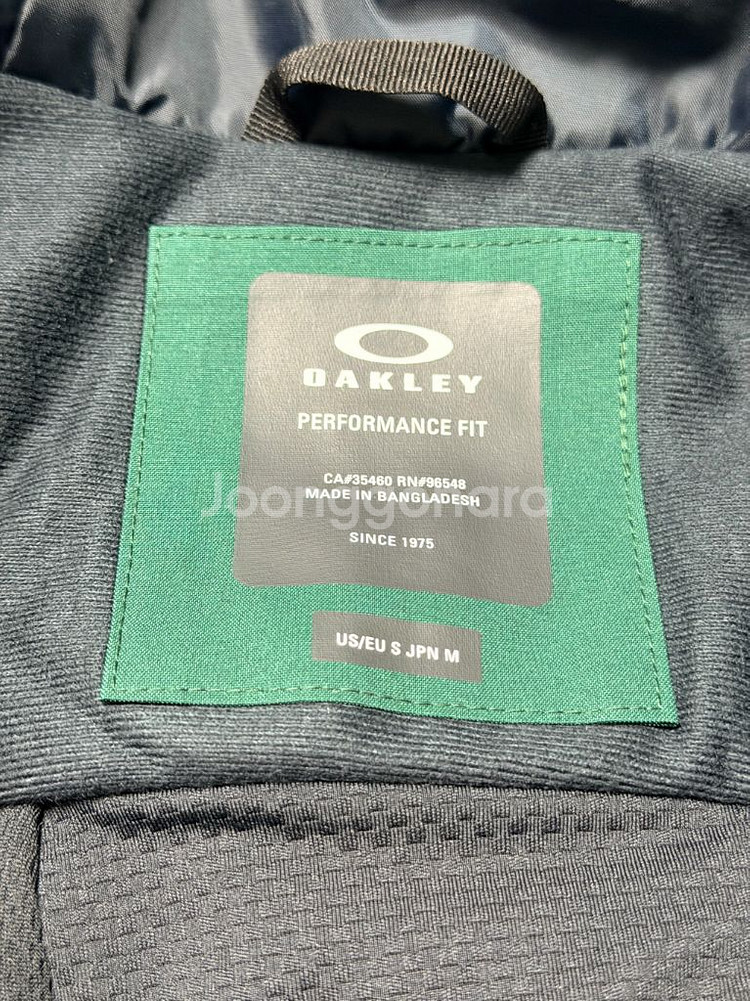 OAKLEY
PERFORMANCE FIT
CA#35460 RN#96548
MADE IN BANGLADESH
Joonggonara
SINCE 1975
US/EU S JPN M